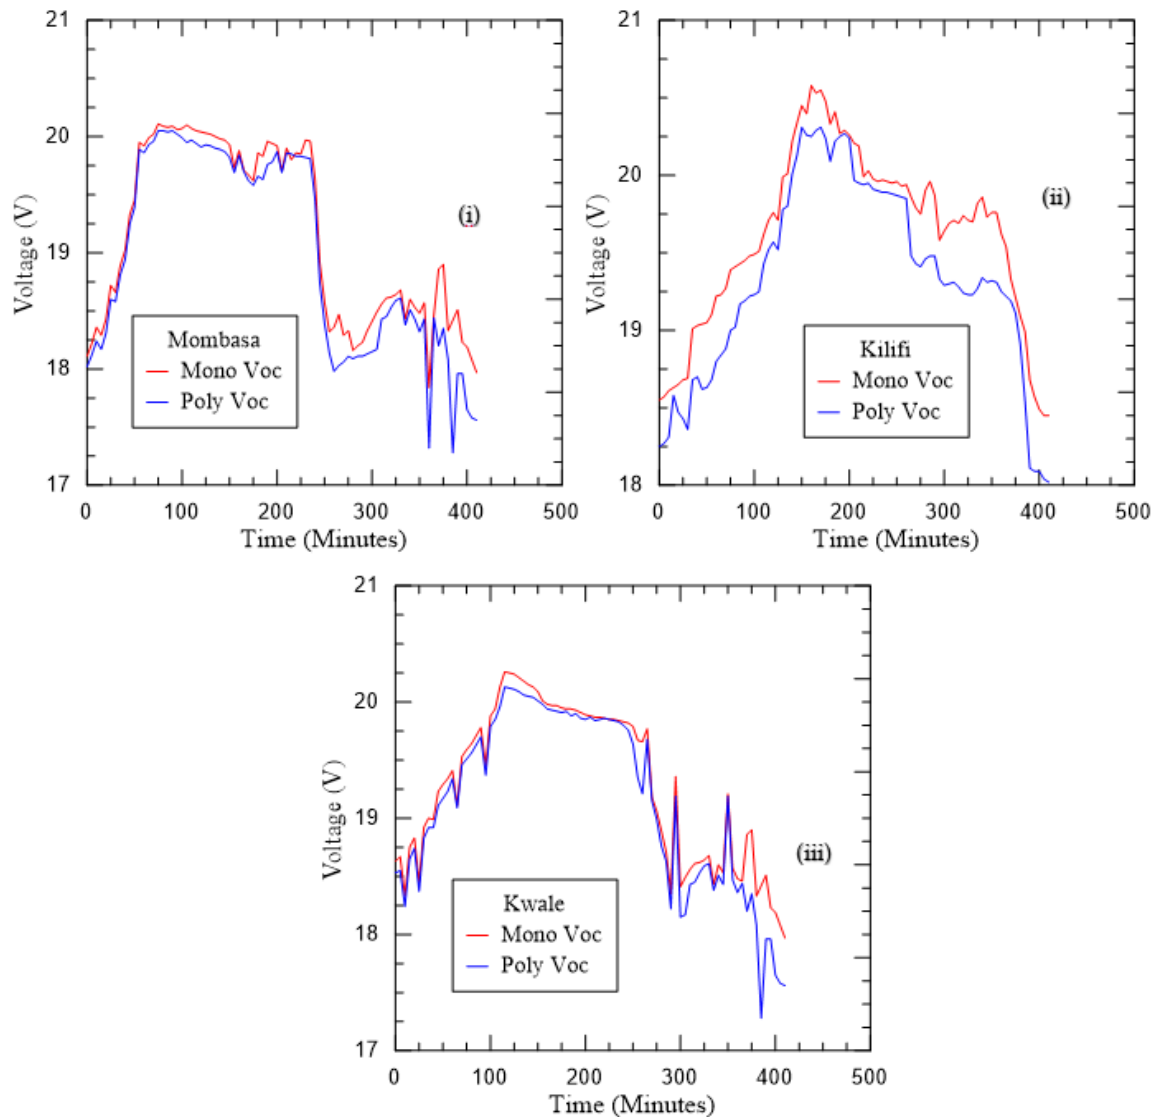 21
20
19
18
17
Voltage (V)
(i)
Mombasa
Mono Voc
Poly Voc
0 100 200 300 400 500
Time (Minutes)
21
20
19
18
Voltage (V)
(ii)
Kilifi
Mono Voc
Poly Voc
0 100 200 300 400 500
Time (Minutes)
21
20
19
18
17
Voltage (V)
(iii)
Kwale
Mono Voc
Poly Voc
0 100 200 300 400 500
Time (Minutes)